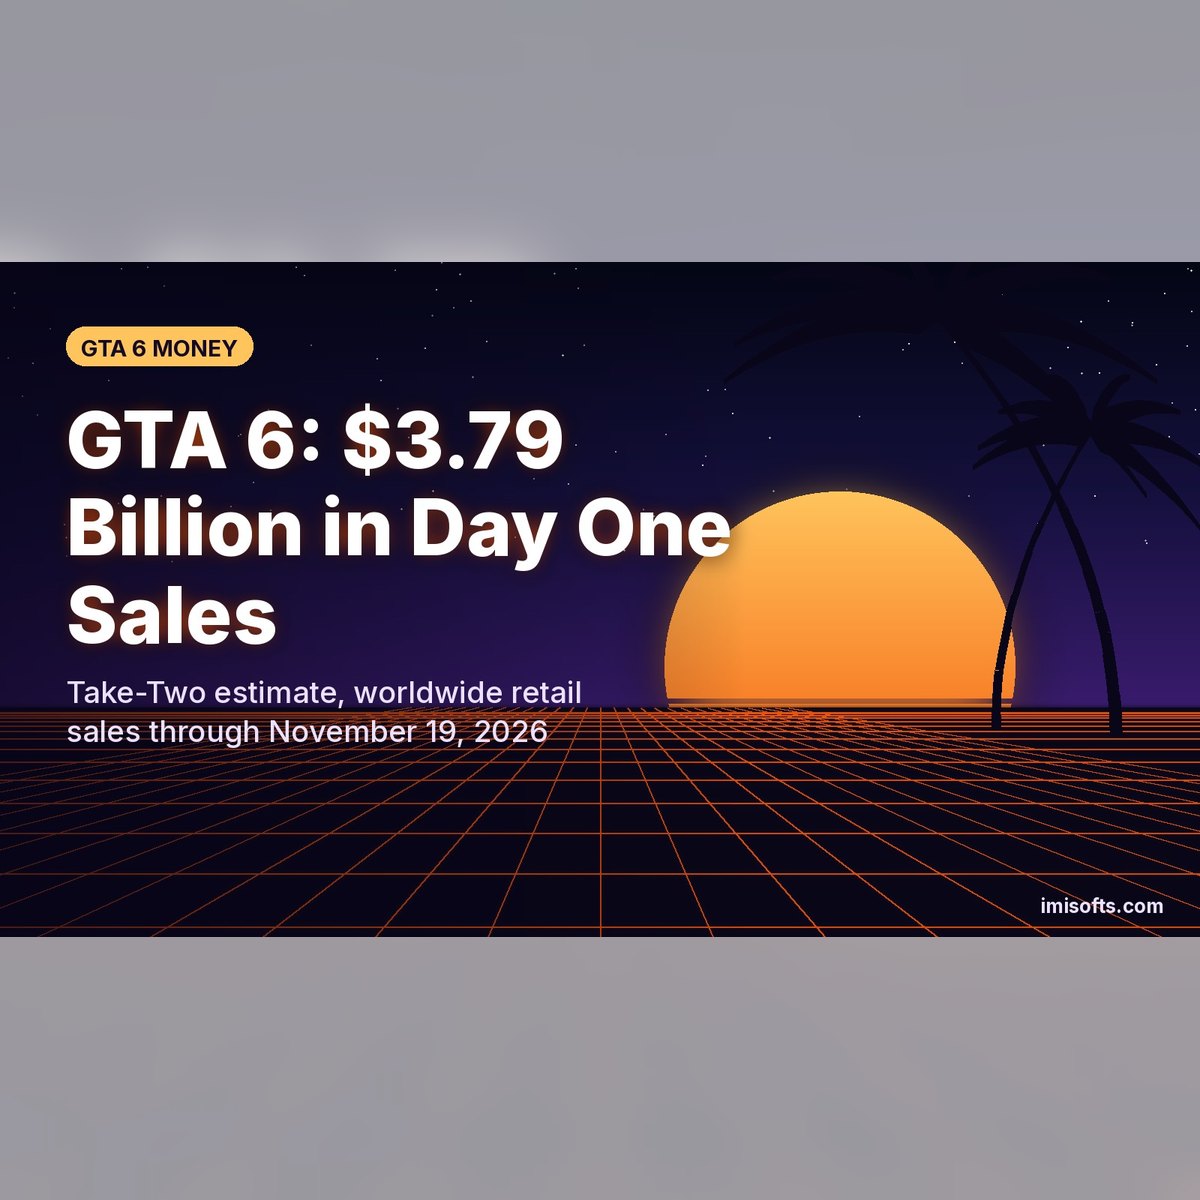 GTA 6 MONEY
GTA 6: $3.79
Billion in Day One
Sales
Take-Two estimate, worldwide retail
sales through November 19, 2026
imisofts.com